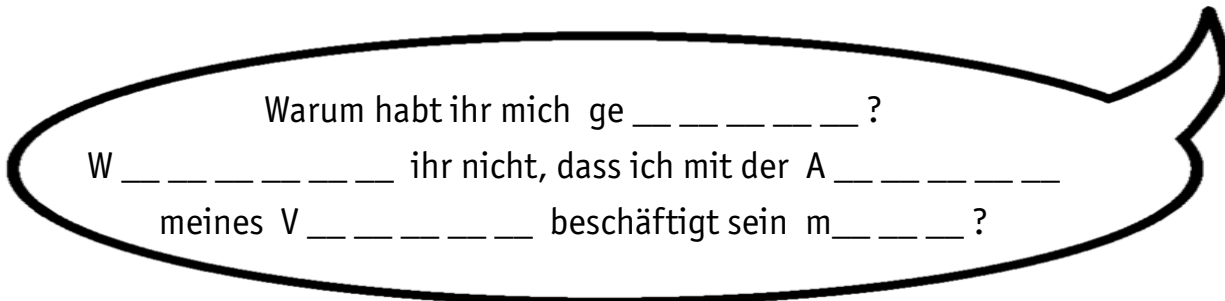 Warum habt ihr mich ge __ __ __ __ __ ?
W __ __ __ __ __ __ ihr nicht, dass ich mit der A __ __ __ __ __
meines V __ __ __ __ __ beschäftigt sein m__ __ __ ?